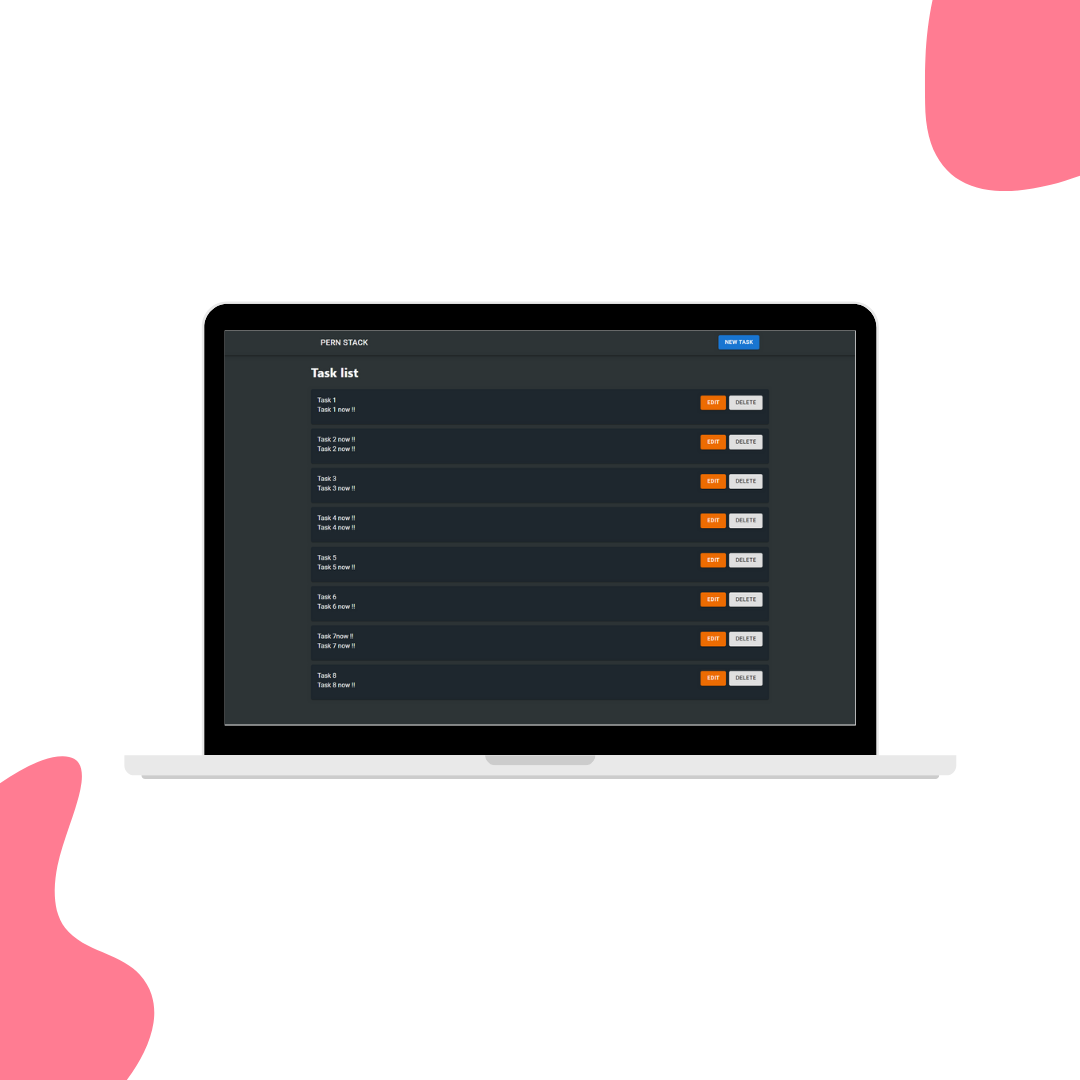 PERN STACK
NEW TASK
Task list
Task 1
Task 1 now !!
EDIT DELETE
Task 2 now !!
Task 2 now !!
EDIT DELETE
Task 3
Task 3 now !!
EDIT DELETE
Task 4 now !!
Task 4 now !!
EDIT DELETE
Task 5
Task 5 now !!
EDIT DELETE
Task 6
Task 6 now !!
EDIT DELETE
Task 7now !!
Task 7 now !!
EDIT DELETE
Task 8
Task 8 now !!
EDIT DELETE